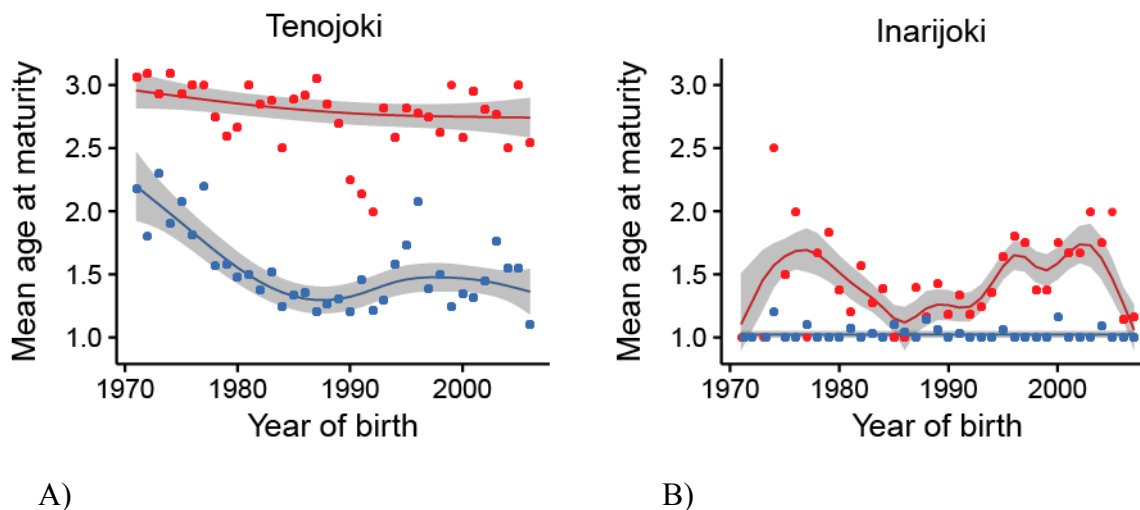 Tenojoki
Mean age at maturity
3.0
2.5
2.0
1.5
1.0
1970
1980
1990
2000
Year of birth
A)
Inarijoki
Mean age at maturity
3.0
2.5
2.0
1.5
1.0
1970
1980
1990
2000
Year of birth
B)